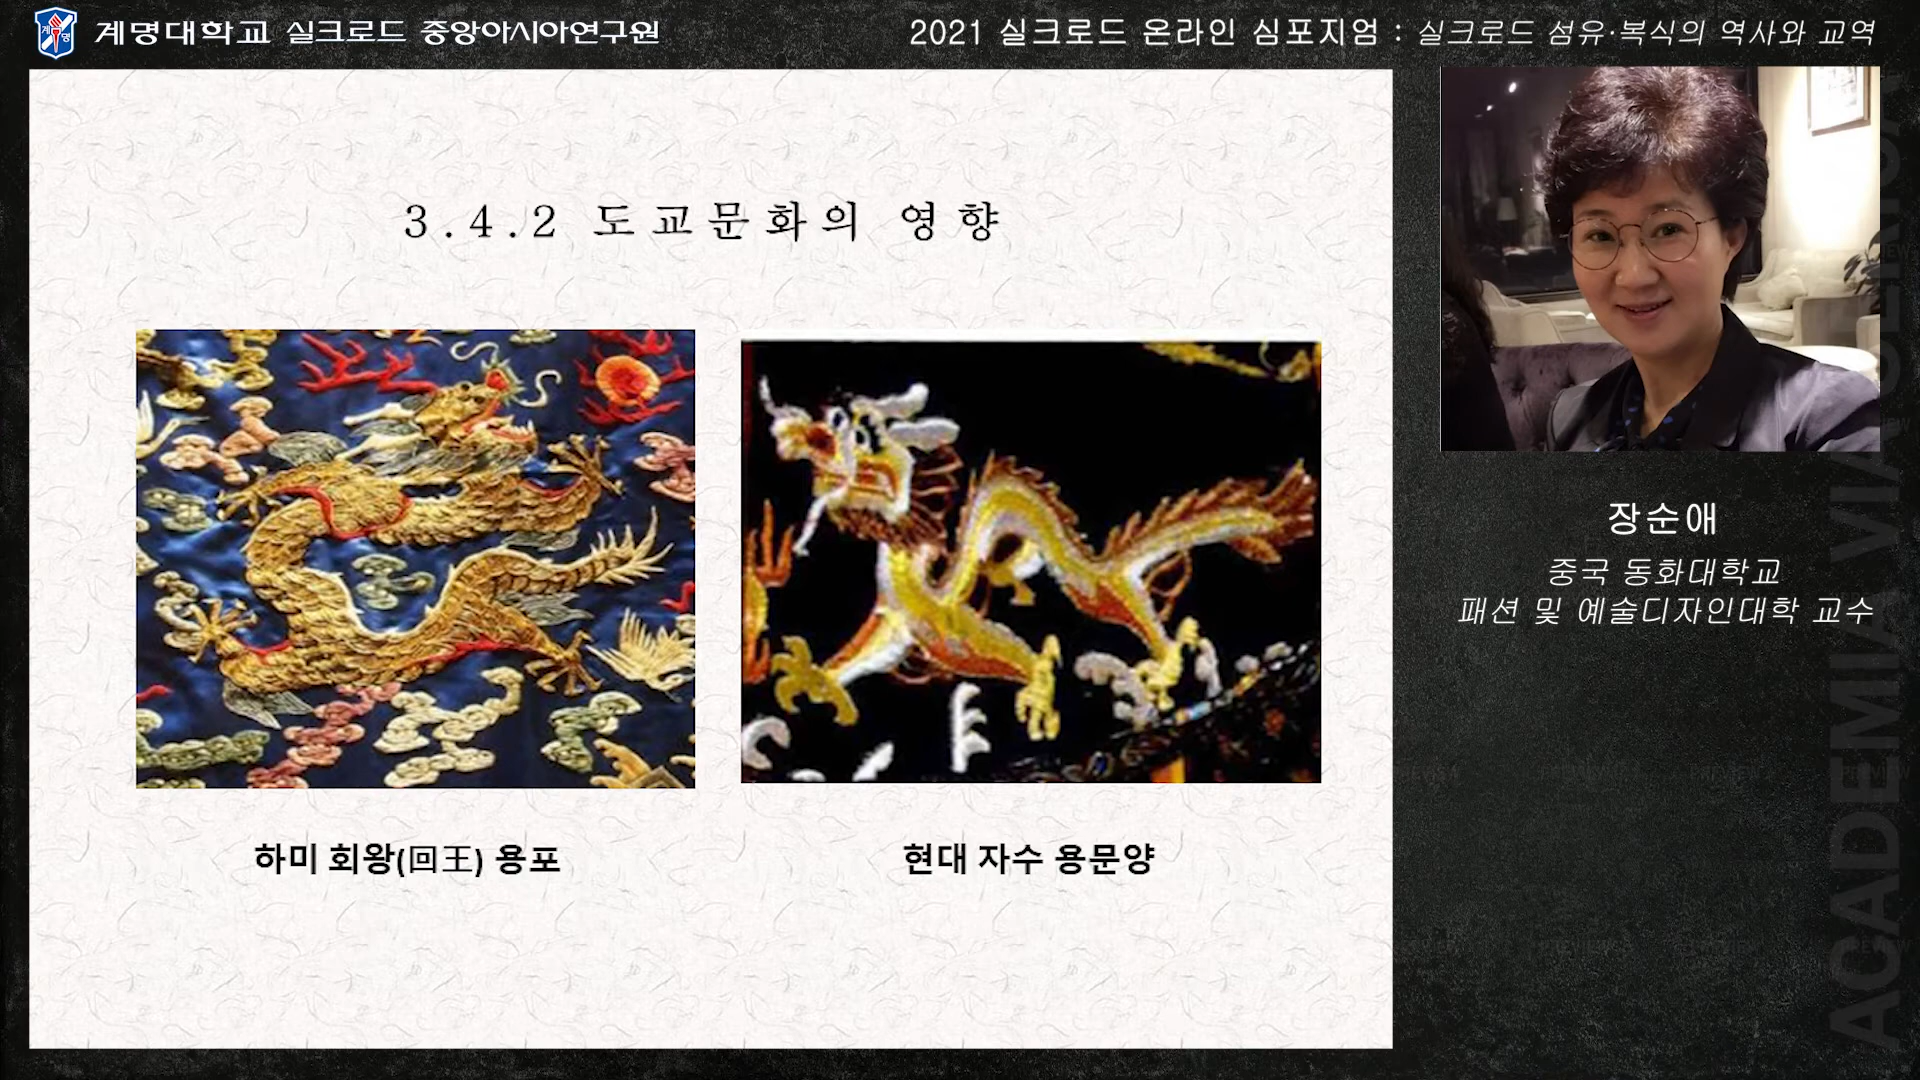 계명대학교 실크로드 중앙아시아연구원
2021 실크로드 온라인 심포지엄 : 실크로드 섬유·복식의 역사와 교역
3.4.2 도교문화의 영향
하미 회왕(回王) 용포
현대 자수 용문양
장순애
중국 동화대학교
패션 및 예술디자인대학 교수